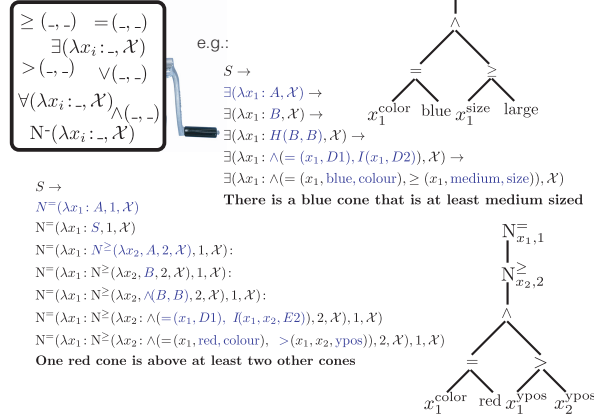 ≥(_,_) =(_,_)
∃(λx_i:_,𝒳)
>(_,_) ∨(_,_)
∀(λx_i:_,𝒳) ∧(_,_)
N-(λx_i:_,𝒳)
e.g.:
S →
∃(λx_1: A,𝒳) →
∃(λx_1: B,𝒳) →
∃(λx_1: H(B,B),𝒳) →
∃(λx_1: ∧(= (x_1, D1), I(x_1, D2)),𝒳) →
∃(λx_1: ∧(= (x_1, blue, colour), ≥ (x_1, medium, size)),𝒳)
There is a blue cone that is at least medium sized
∧
= ≥
x_1^color blue x_1^size large
S →
N^=(λx_1: A,1,𝒳)
N^=(λx_1: S,1,𝒳)
N^=(λx_1: N^≥(λx_2, A, 2,𝒳),1,𝒳):
N^=(λx_1: N^≥(λx_2, B, 2,𝒳),1,𝒳):
N^=(λx_1: N^≥(λx_2, ∧(B,B), 2,𝒳),1,𝒳):
N^=(λx_1: N^≥(λx_2: ∧(=(x_1, D1), I(x_1, x_2, E2)), 2,𝒳),1,𝒳)
N^=(λx_1: N^≥(λx_2: ∧(=(x_1, red, colour), >(x_1, x_2, ypos)), 2,𝒳),1,𝒳)
One red cone is above at least two other cones
N^=_{x_1,1}
N^≥_{x_2,2}
∧
= >
x_1^color red x_1^ypos x_2^ypos